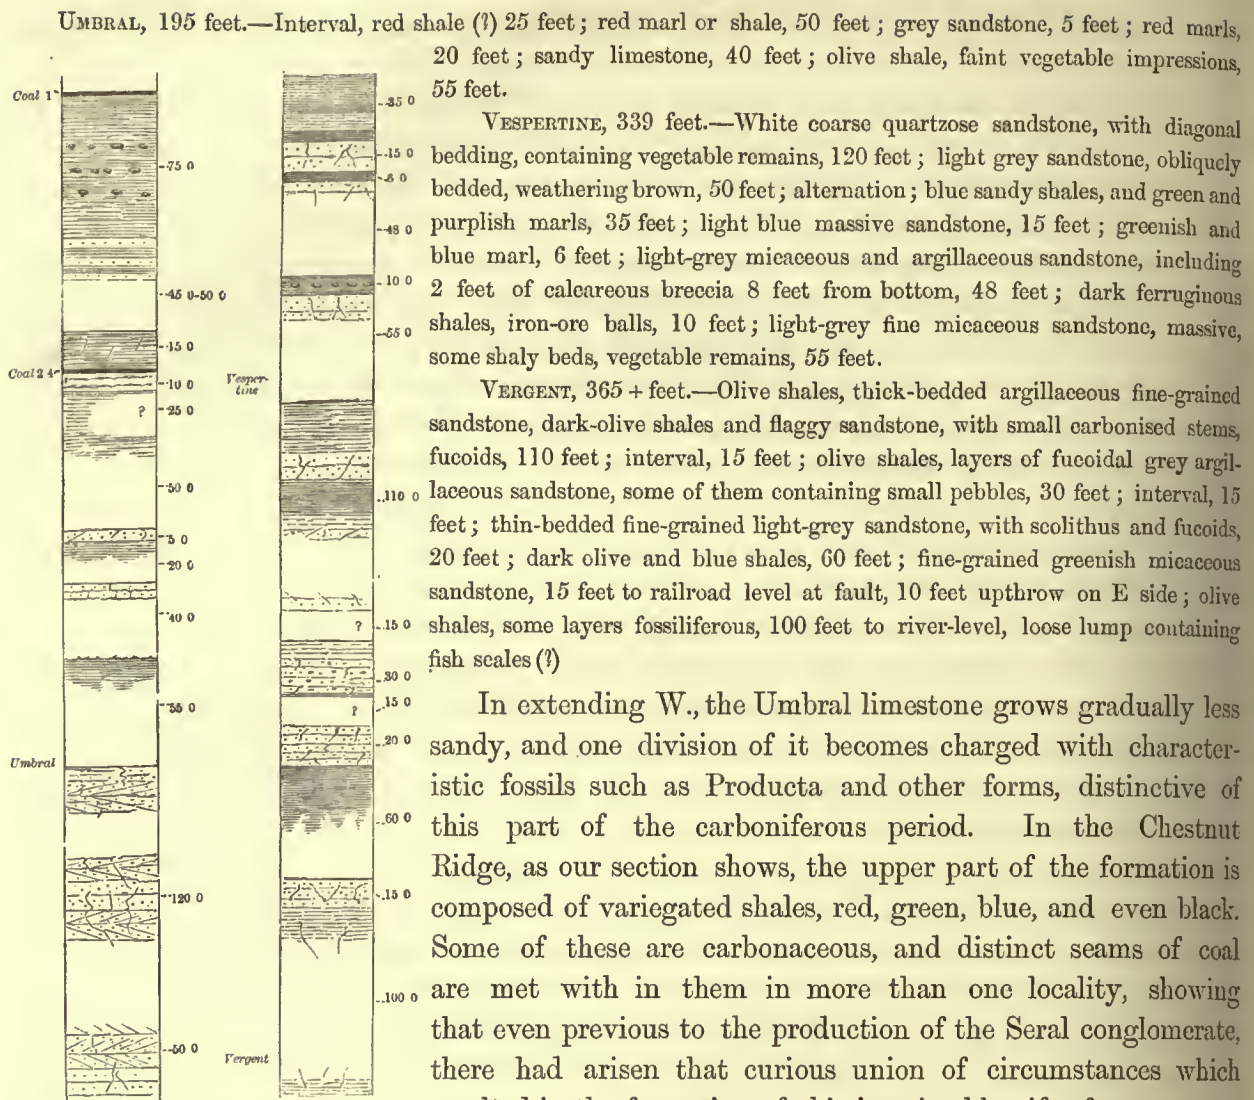 UMBRAL, 195 feet.—Interval, red shale (?) 25 feet; red marl or shale, 50 feet; grey sandstone, 5 feet; red marls,
20 feet; sandy limestone, 40 feet; olive shale, faint vegetable impressions,
55 feet.
VESPERTINE, 339 feet.—White coarse quartzose sandstone, with diagonal
bedding, containing vegetable remains, 120 feet; light grey sandstone, obliquely
bedded, weathering brown, 50 feet; alternation; blue sandy shales, and green and
purplish marls, 35 feet; light blue massive sandstone, 15 feet; greenish and
blue marl, 6 feet; light-grey micaceous and argillaceous sandstone, including
2 feet of calcareous breccia 8 feet from bottom, 48 feet; dark ferruginous
shales, iron-ore balls, 10 feet; light-grey fine micaceous sandstone, massive,
some shaly beds, vegetable remains, 55 feet.
VERGENT, 365 + feet.—Olive shales, thick-bedded argillaceous fine-grained
sandstone, dark-olive shales and flaggy sandstone, with small carbonised stems,
fucoids, 110 feet; interval, 15 feet; olive shales, layers of fucoidal grey argil-
laceous sandstone, some of them containing small pebbles, 30 feet; interval, 15
feet; thin-bedded fine-grained light-grey sandstone, with scolithus and fucoids,
20 feet; dark olive and blue shales, 60 feet; fine-grained greenish micaceous
sandstone, 15 feet to railroad level at fault, 10 feet upthrow on E side; olive
shales, some layers fossiliferous, 100 feet to river-level, loose lump containing
fish scales (?)
In extending W., the Umbral limestone grows gradually less
sandy, and one division of it becomes charged with character-
istic fossils such as Producta and other forms, distinctive of
this part of the carboniferous period. In the Chestnut
Ridge, as our section shows, the upper part of the formation is
composed of variegated shales, red, green, blue, and even black.
Some of these are carbonaceous, and distinct seams of coal
are met with in them in more than one locality, showing
that even previous to the production of the Seral conglomerate,
there had arisen that curious union of circumstances which
Coal 1
75 0
45 0-50 0
15 0
Coal 2 4
10 0
?
25 0
50 0
5 0
20 0
40 0
55 0
Umbral
120 0
50 0
35 0
15 0
6 0
48 0
10 0
55 0
Vesper-
tine
110 0
?
15 0
30 0
?
15 0
20 0
60 0
15 0
100 0
Vergent